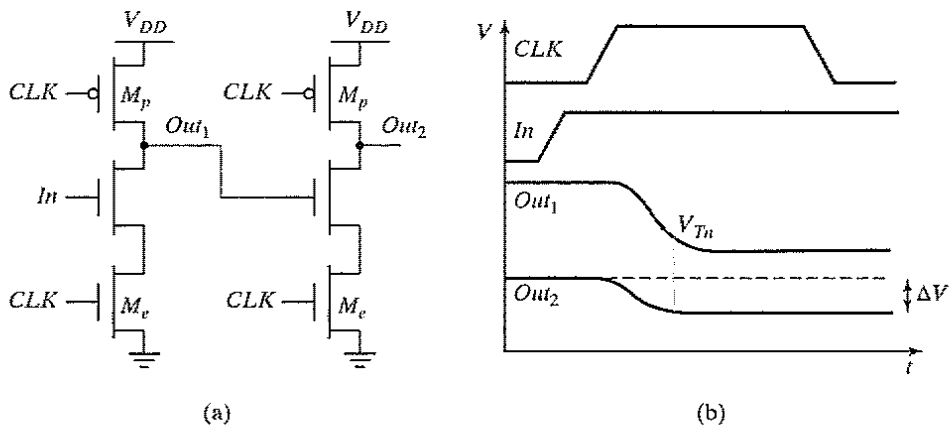 V_DD
CLK
M_p
Out_1
In
CLK
M_e
V_DD
CLK
M_p
Out_2
CLK
M_e
(a)
V
CLK
In
Out_1
V_Tn
Out_2
ΔV
t
(b)